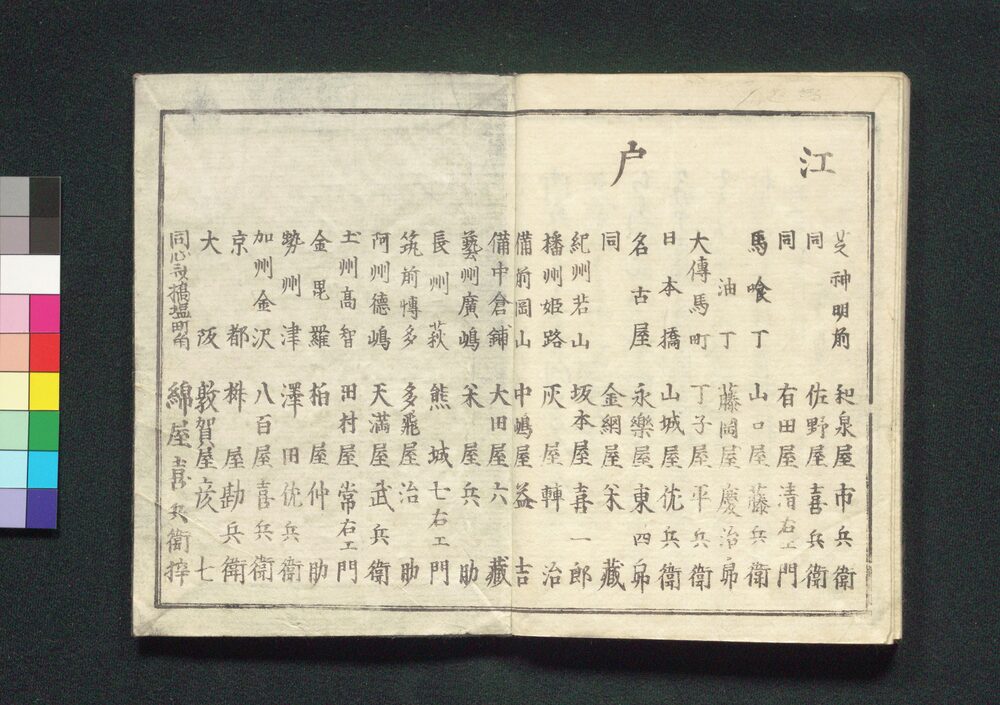 江戸
芝神明前 和泉屋市兵衛
同 佐野屋喜兵衛
同 有田屋清右エ門
馬喰丁 山口屋藤兵衛
油丁 藤岡屋慶治郎
大傳馬町 丁子屋平兵衛
日本橋 山城屋佐兵衛
名古屋 永樂屋東四郎
同 金網屋米藏
紀州若山 坂本屋喜一郎
播州姫路 灰屋輔治
備前岡山 中嶋屋益吉
備中倉鋪 大田屋六藏
藝州廣嶋 米屋兵助
筑前博多 多飛屋治助
長州萩 熊城七右エ門
阿州徳嶋 天満屋武兵衛
土州高智 田村屋常右エ門
金毘羅 柏屋仲助
勢州津 澤田佐兵衛
加州金沢 八百屋喜兵衛
京都 桝屋勘兵衛
大阪 敦賀屋彦七
同心斎橋塩町角 綿屋喜兵衛梓